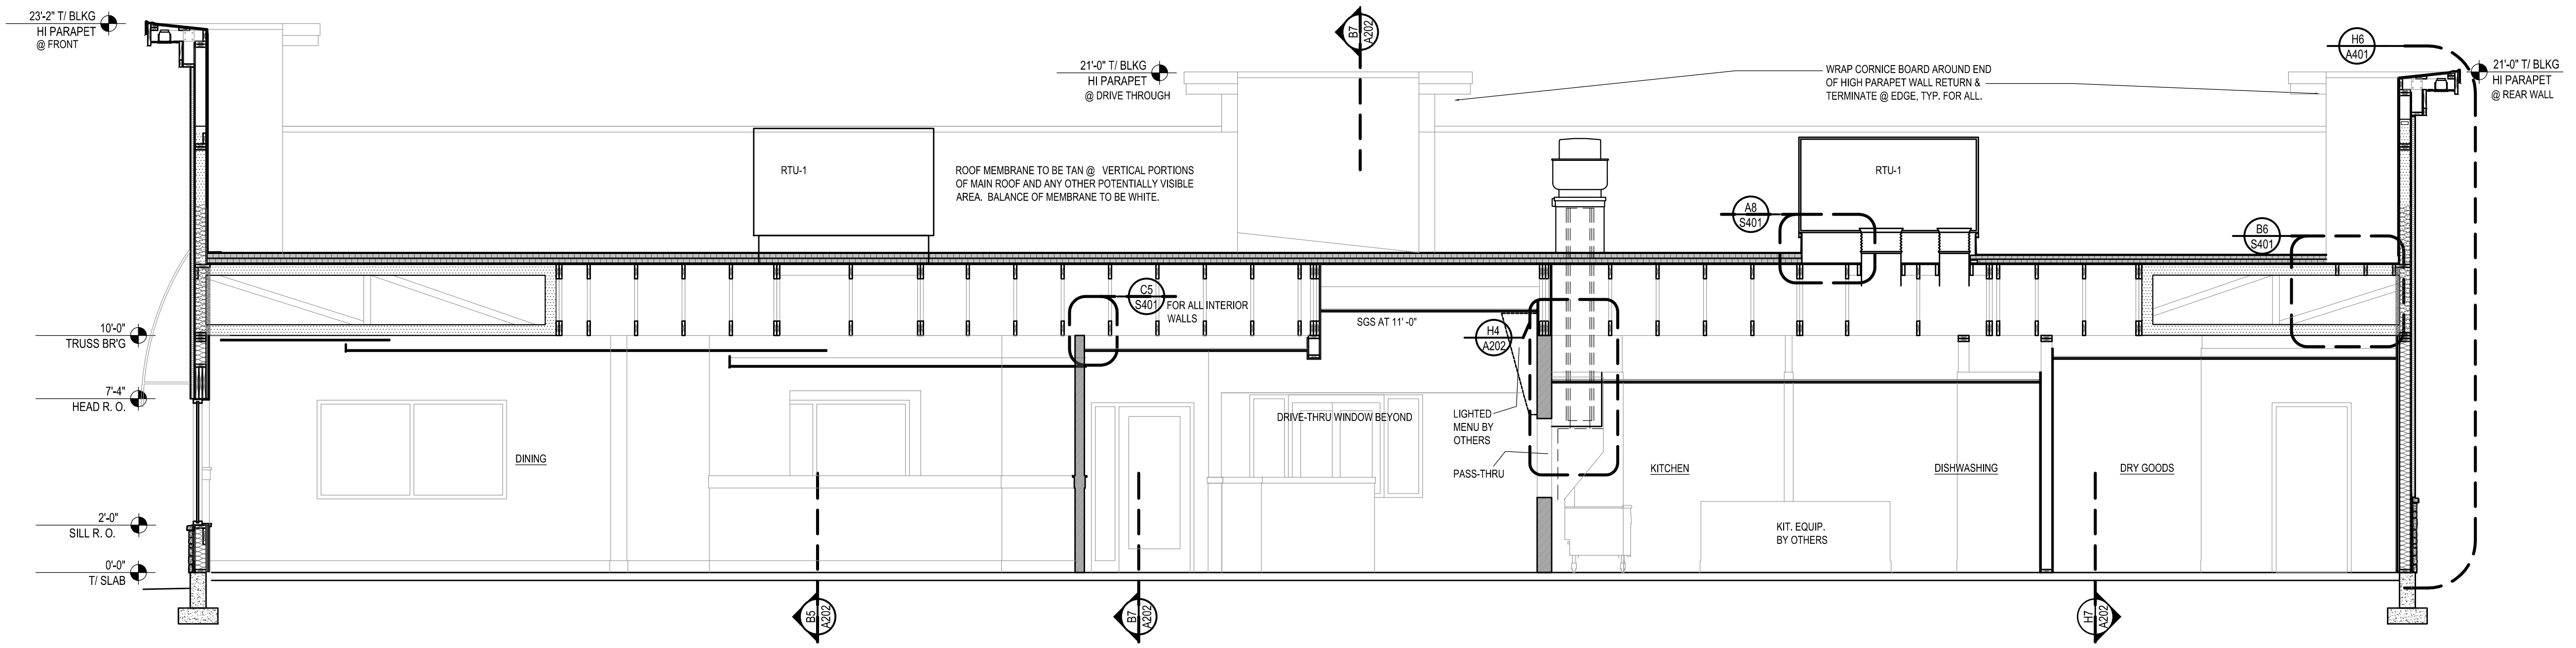 23'-2" T/ BLKG
HI PARAPET
@ FRONT
10'-0"
TRUSS BR'G
7'-4"
HEAD R. O.
2'-0"
SILL R. O.
0'-0"
T/ SLAB
RTU-1
ROOF MEMBRANE TO BE TAN @ VERTICAL PORTIONS
OF MAIN ROOF AND ANY OTHER POTENTIALLY VISIBLE
AREA. BALANCE OF MEMBRANE TO BE WHITE.
21'-0" T/ BLKG
HI PARAPET
@ DRIVE THROUGH
B7
A202
WRAP CORNICE BOARD AROUND END
OF HIGH PARAPET WALL RETURN &
TERMINATE @ EDGE, TYP. FOR ALL.
H6
A401
21'-0" T/ BLKG
HI PARAPET
@ REAR WALL
RTU-1
A8
S401
B6
S401
C5
S401
FOR ALL INTERIOR
WALLS
SGS AT 11' -0"
H4
A202
DINING
DRIVE-THRU WINDOW BEYOND
LIGHTED
MENU BY
OTHERS
PASS-THRU
KITCHEN
DISHWASHING
DRY GOODS
KIT. EQUIP.
BY OTHERS
B5
A202
B7
A202
H7
A202